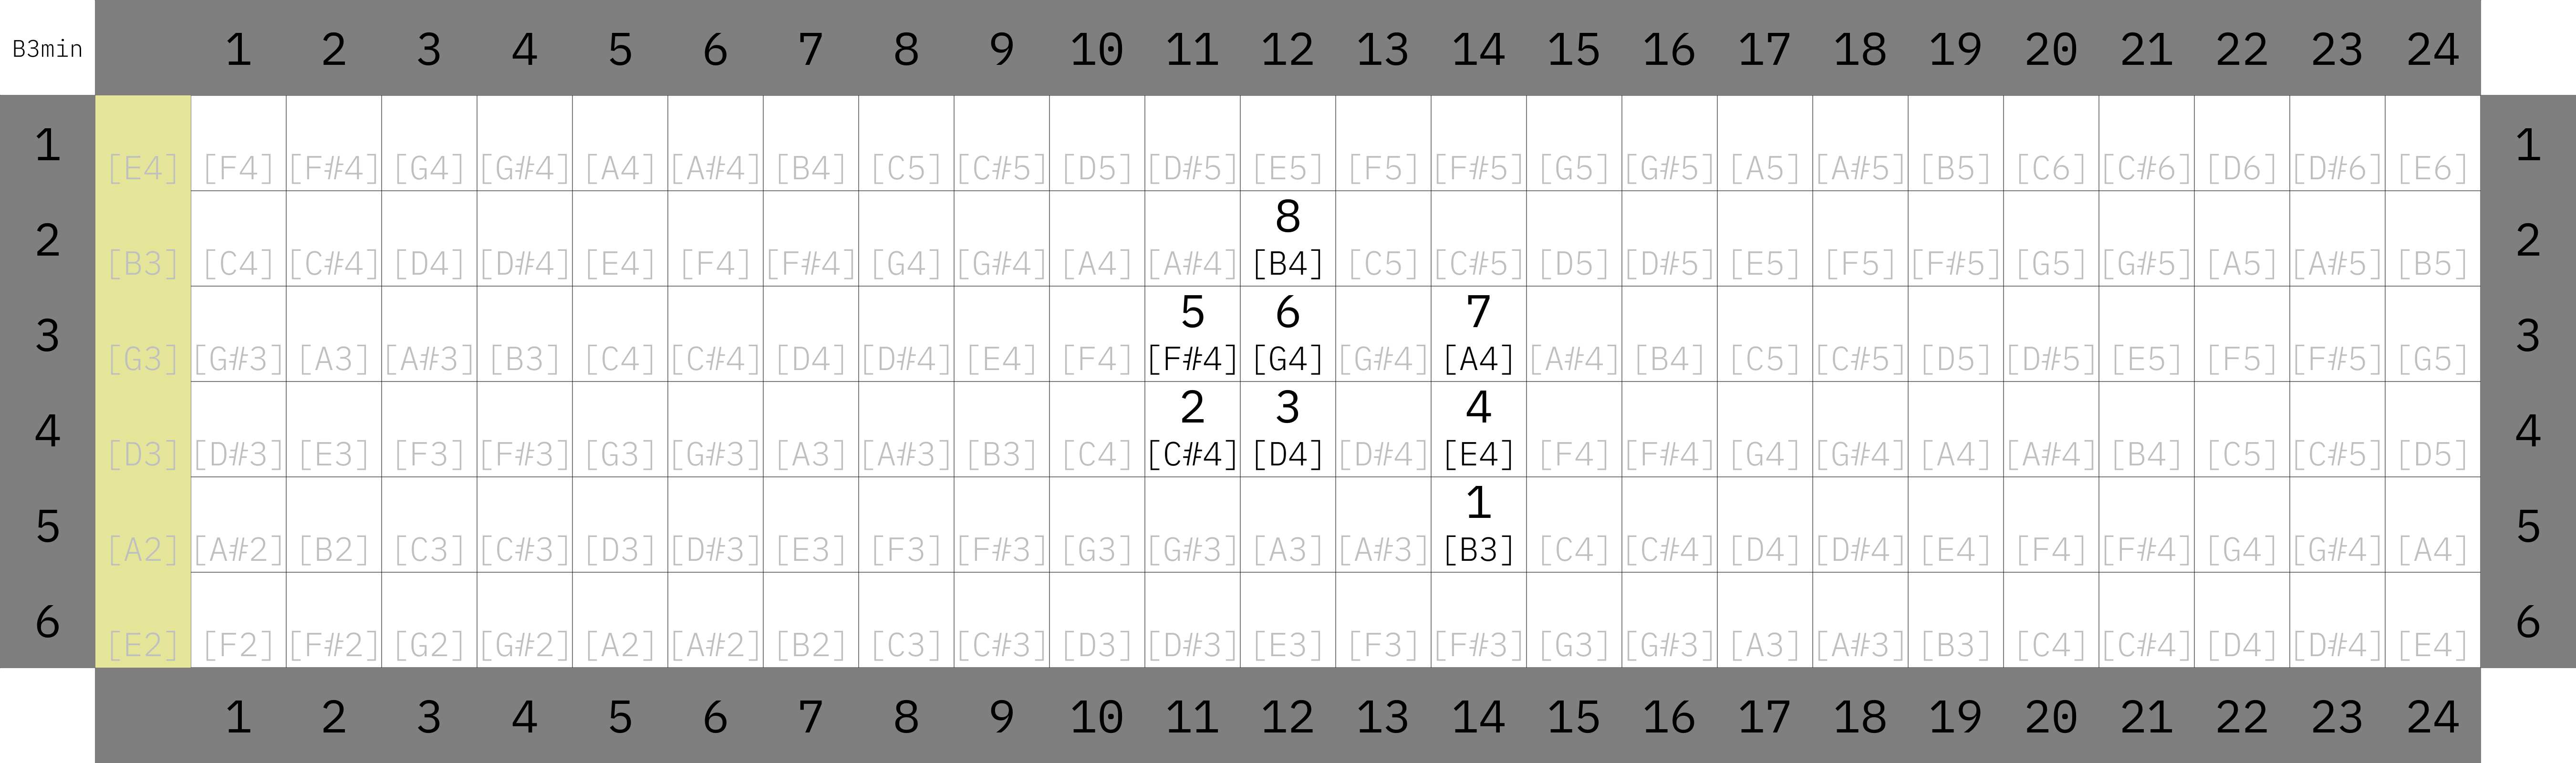 B3min 1 2 3 4 5 6 7 8 9 10 11 12 13 14 15 16 17 18 19 20 21 22 23 24
1 [E4] [F4] [F#4] [G4] [G#4] [A4] [A#4] [B4] [C5] [C#5] [D5] [D#5] [E5] [F5] [F#5] [G5] [G#5] [A5] [A#5] [B5] [C6] [C#6] [D6] [D#6] [E6] 1
8
2 [B3] [C4] [C#4] [D4] [D#4] [E4] [F4] [F#4] [G4] [G#4] [A4] [A#4] [B4] [C5] [C#5] [D5] [D#5] [E5] [F5] [F#5] [G5] [G#5] [A5] [A#5] [B5] 2
5 6 7
3 [G3] [G#3] [A3] [A#3] [B3] [C4] [C#4] [D4] [D#4] [E4] [F4] [F#4] [G4] [G#4] [A4] [A#4] [B4] [C5] [C#5] [D5] [D#5] [E5] [F5] [F#5] [G5] 3
2 3 4
4 [D3] [D#3] [E3] [F3] [F#3] [G3] [G#3] [A3] [A#3] [B3] [C4] [C#4] [D4] [D#4] [E4] [F4] [F#4] [G4] [G#4] [A4] [A#4] [B4] [C5] [C#5] [D5] 4
1
5 [A2] [A#2] [B2] [C3] [C#3] [D3] [D#3] [E3] [F3] [F#3] [G3] [G#3] [A3] [A#3] [B3] [C4] [C#4] [D4] [D#4] [E4] [F4] [F#4] [G4] [G#4] [A4] 5
6 [E2] [F2] [F#2] [G2] [G#2] [A2] [A#2] [B2] [C3] [C#3] [D3] [D#3] [E3] [F3] [F#3] [G3] [G#3] [A3] [A#3] [B3] [C4] [C#4] [D4] [D#4] [E4] 6
1 2 3 4 5 6 7 8 9 10 11 12 13 14 15 16 17 18 19 20 21 22 23 24